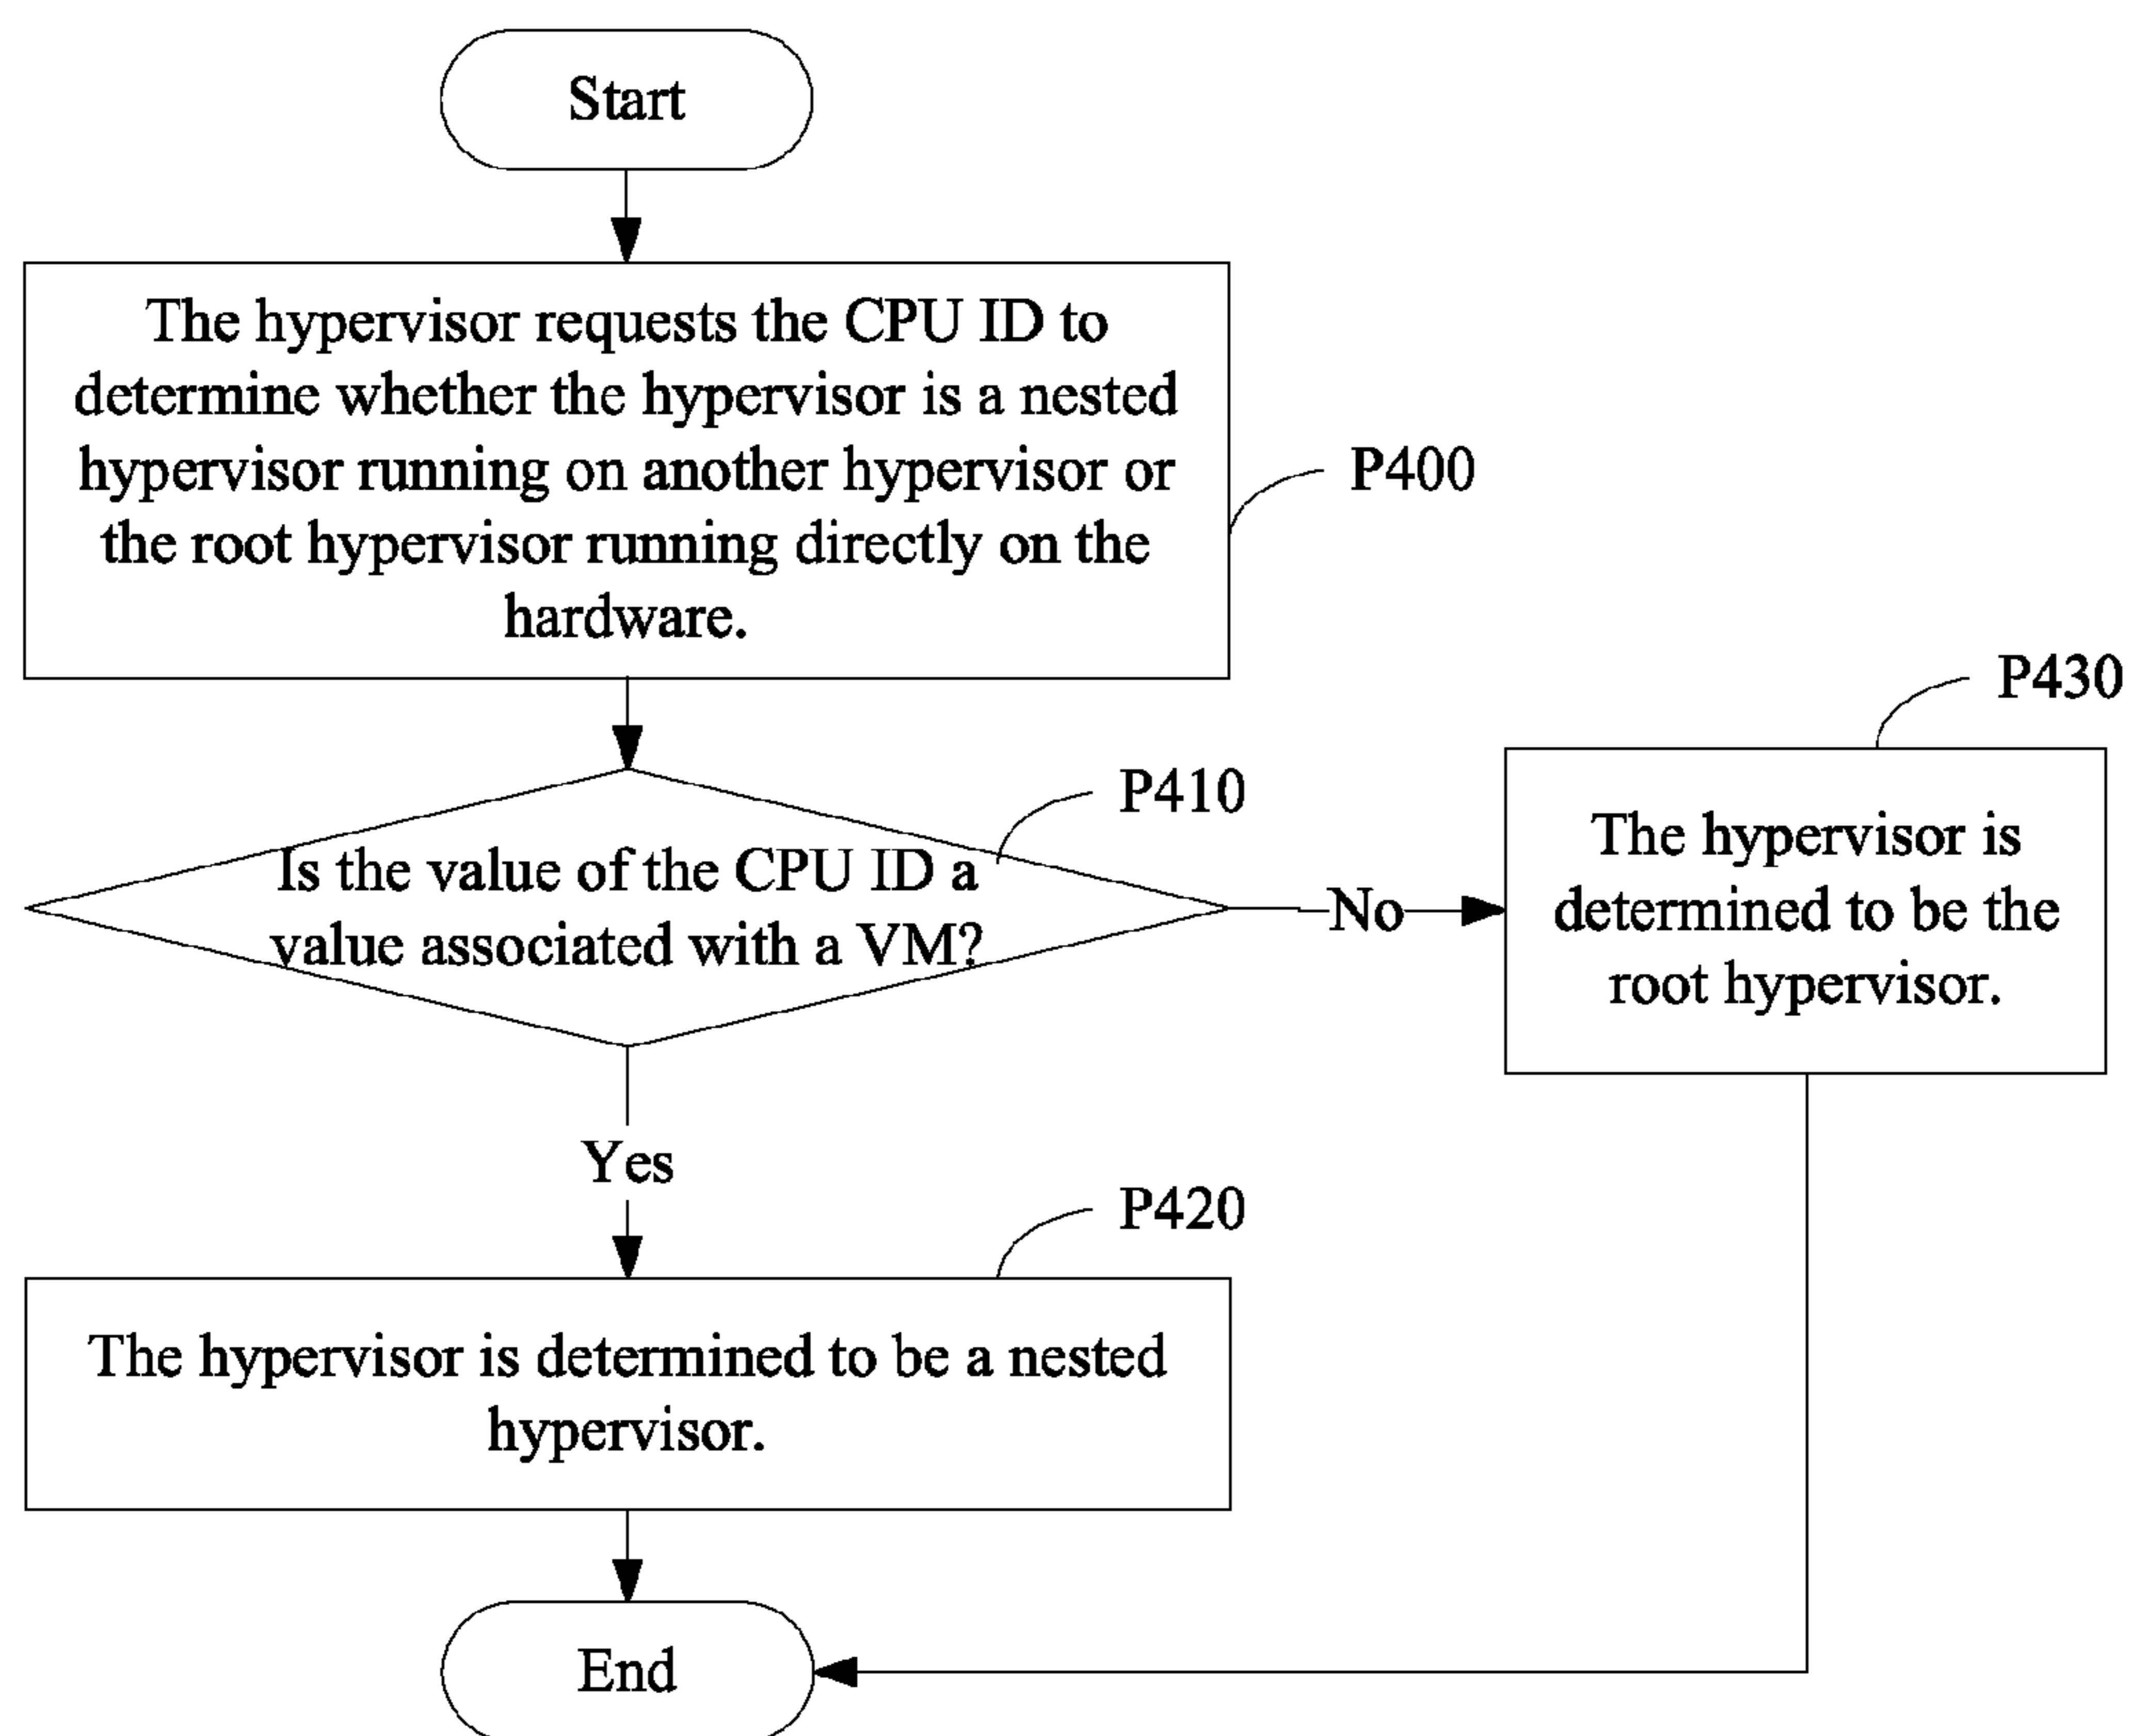 Start
The hypervisor requests the CPU ID to
determine whether the hypervisor is a nested
hypervisor running on another hypervisor or
the root hypervisor running directly on the
hardware.
P400
P430
P410
Is the value of the CPU ID a
value associated with a VM?
No
The hypervisor is
determined to be the
root hypervisor.
Yes
P420
The hypervisor is determined to be a nested
hypervisor.
End